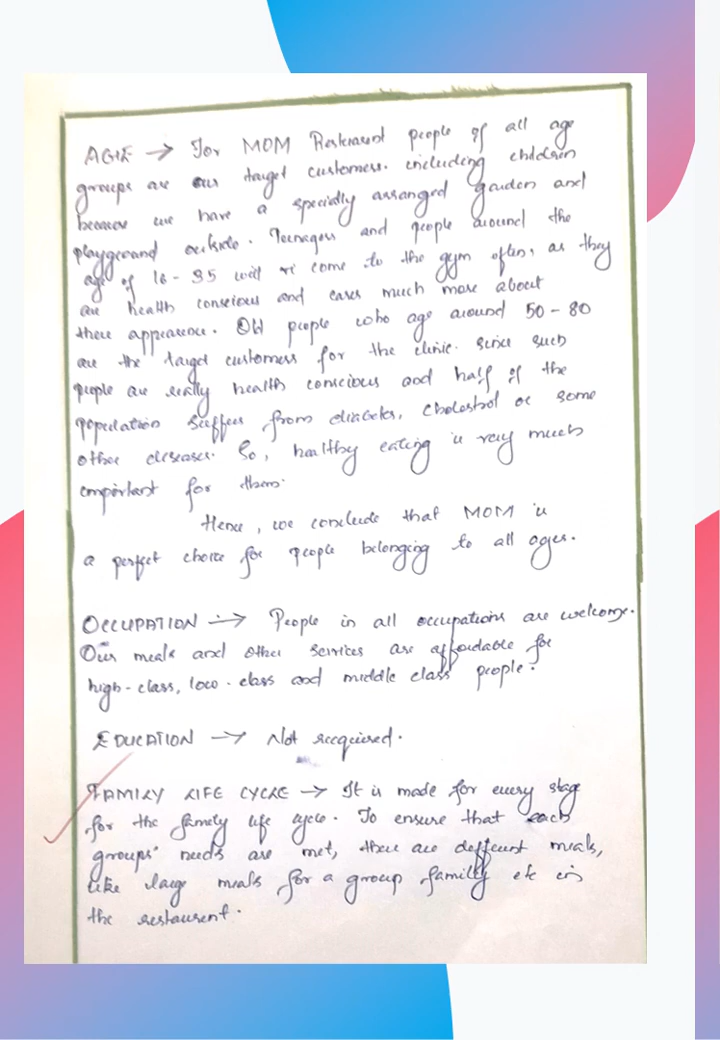 AGE → For MOM Restaurant people of all age
groups are our target customers. including children
because we have a specially arranged garden and
playground outside. Teenagers and people around the
age of 16 - 35 will come to the gym often, as they
are health conscious and cares much more about
there appearence. Old people who age around 50 - 80
are the target customers for the clinic. since such
people are really health conscious and half of the
population suffers from diabetes, cholestrol or some
other diseases. So, healthy eating is very much
important for them.
Hence, we conclude that MOM is
a perfect choice for people belonging to all ages.
OCCUPATION → People in all occupations are welcome.
Our meals and other services are affordable for
high-class, low-class and middle class people.
EDUCATION → Not required.
FAMILY LIFE CYCLE → It is made for every stage
for the family life cycle. To ensure that each
groups' needs are met, there are different meals,
like large meals for a group family etc in
the restaurent.